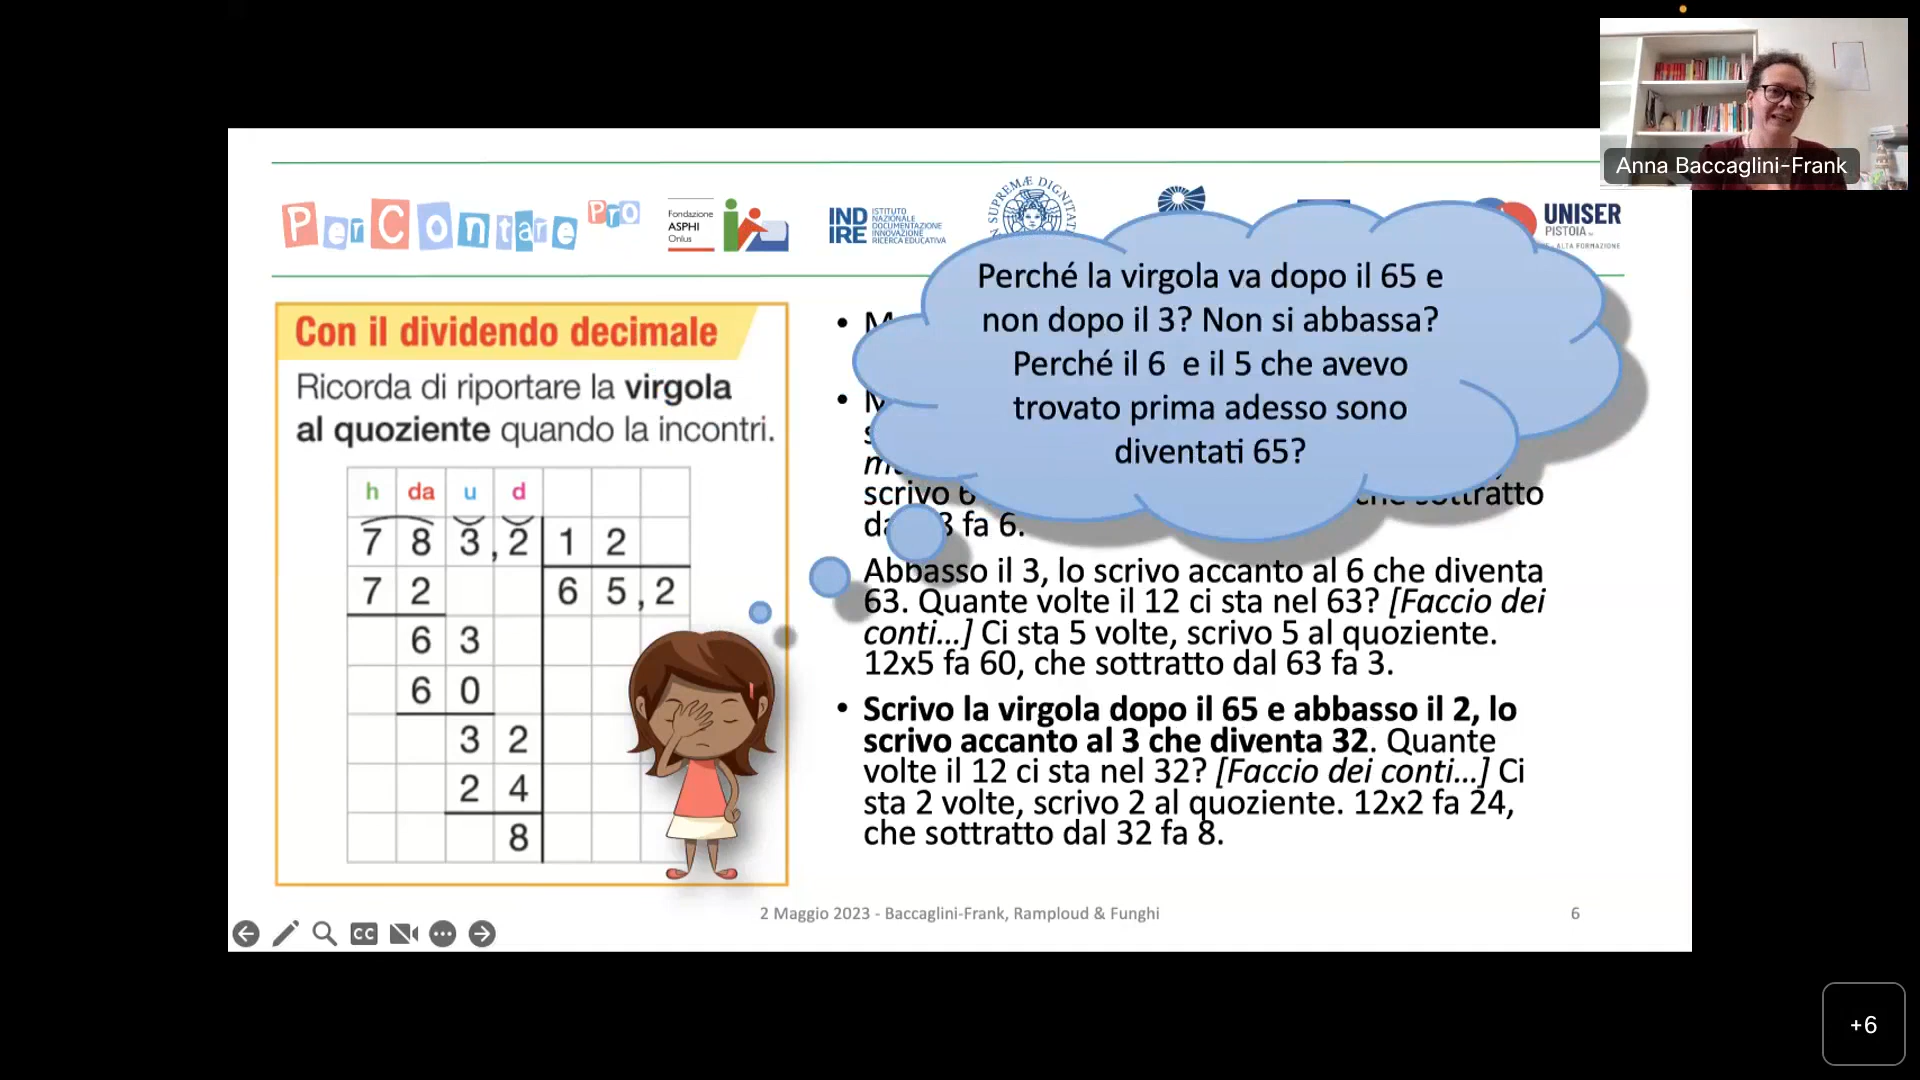 Anna Baccaglini-Frank
PerContare Pro
Fondazione
ASPHI
Onlus
IND
IRE
ISTITUTO
NAZIONALE
DOCUMENTAZIONE
INNOVAZIONE
RICERCA EDUCATIVA
SUPREMÆ DIGNITAT
UNISER
PISTOIA
ALTA FORMAZIONE
Perché la virgola va dopo il 65 e
non dopo il 3? Non si abbassa?
Perché il 6 e il 5 che avevo
trovato prima adesso sono
diventati 65?
Con il dividendo decimale
Ricorda di riportare la virgola
al quoziente quando la incontri.
h da u d
7 8 3 , 2 1 2
7 2 6 5 , 2
6 3
6 0
3 2
2 4
8
scrivo 6 che sottratto
fa 6.
Abbasso il 3, lo scrivo accanto al 6 che diventa
63. Quante volte il 12 ci sta nel 63? [Faccio dei
conti...] Ci sta 5 volte, scrivo 5 al quoziente.
12x5 fa 60, che sottratto dal 63 fa 3.
• Scrivo la virgola dopo il 65 e abbasso il 2, lo
scrivo accanto al 3 che diventa 32. Quante
volte il 12 ci sta nel 32? [Faccio dei conti...] Ci
sta 2 volte, scrivo 2 al quoziente. 12x2 fa 24,
che sottratto dal 32 fa 8.
2 Maggio 2023 - Baccaglini-Frank, Ramploud & Funghi
6
CC
+6